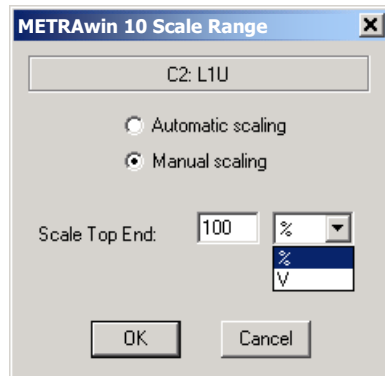 METRAwin 10 Scale Range
C2: L1U
Automatic scaling
Manual scaling
Scale Top End: 100 %
%
V
OK Cancel